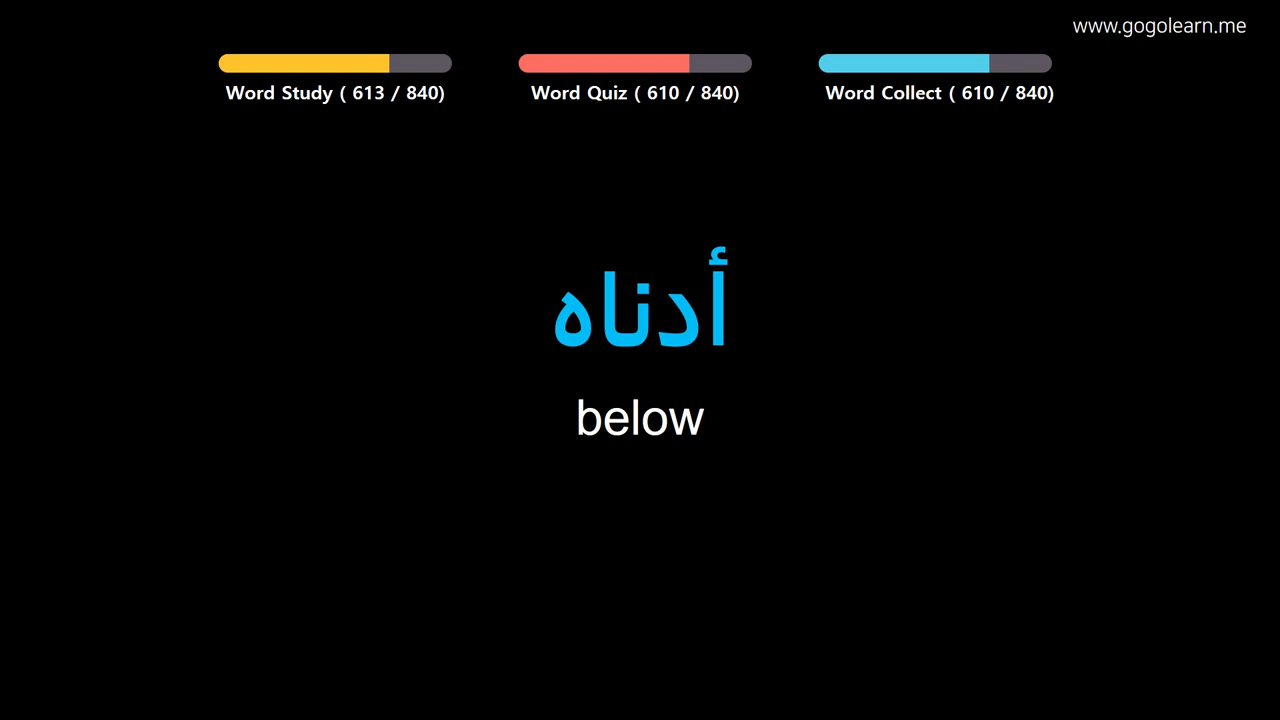 www.gogolearn.me
Word Study ( 613 / 840)
Word Quiz ( 610 / 840)
Word Collect ( 610 / 840)
أدناه
below